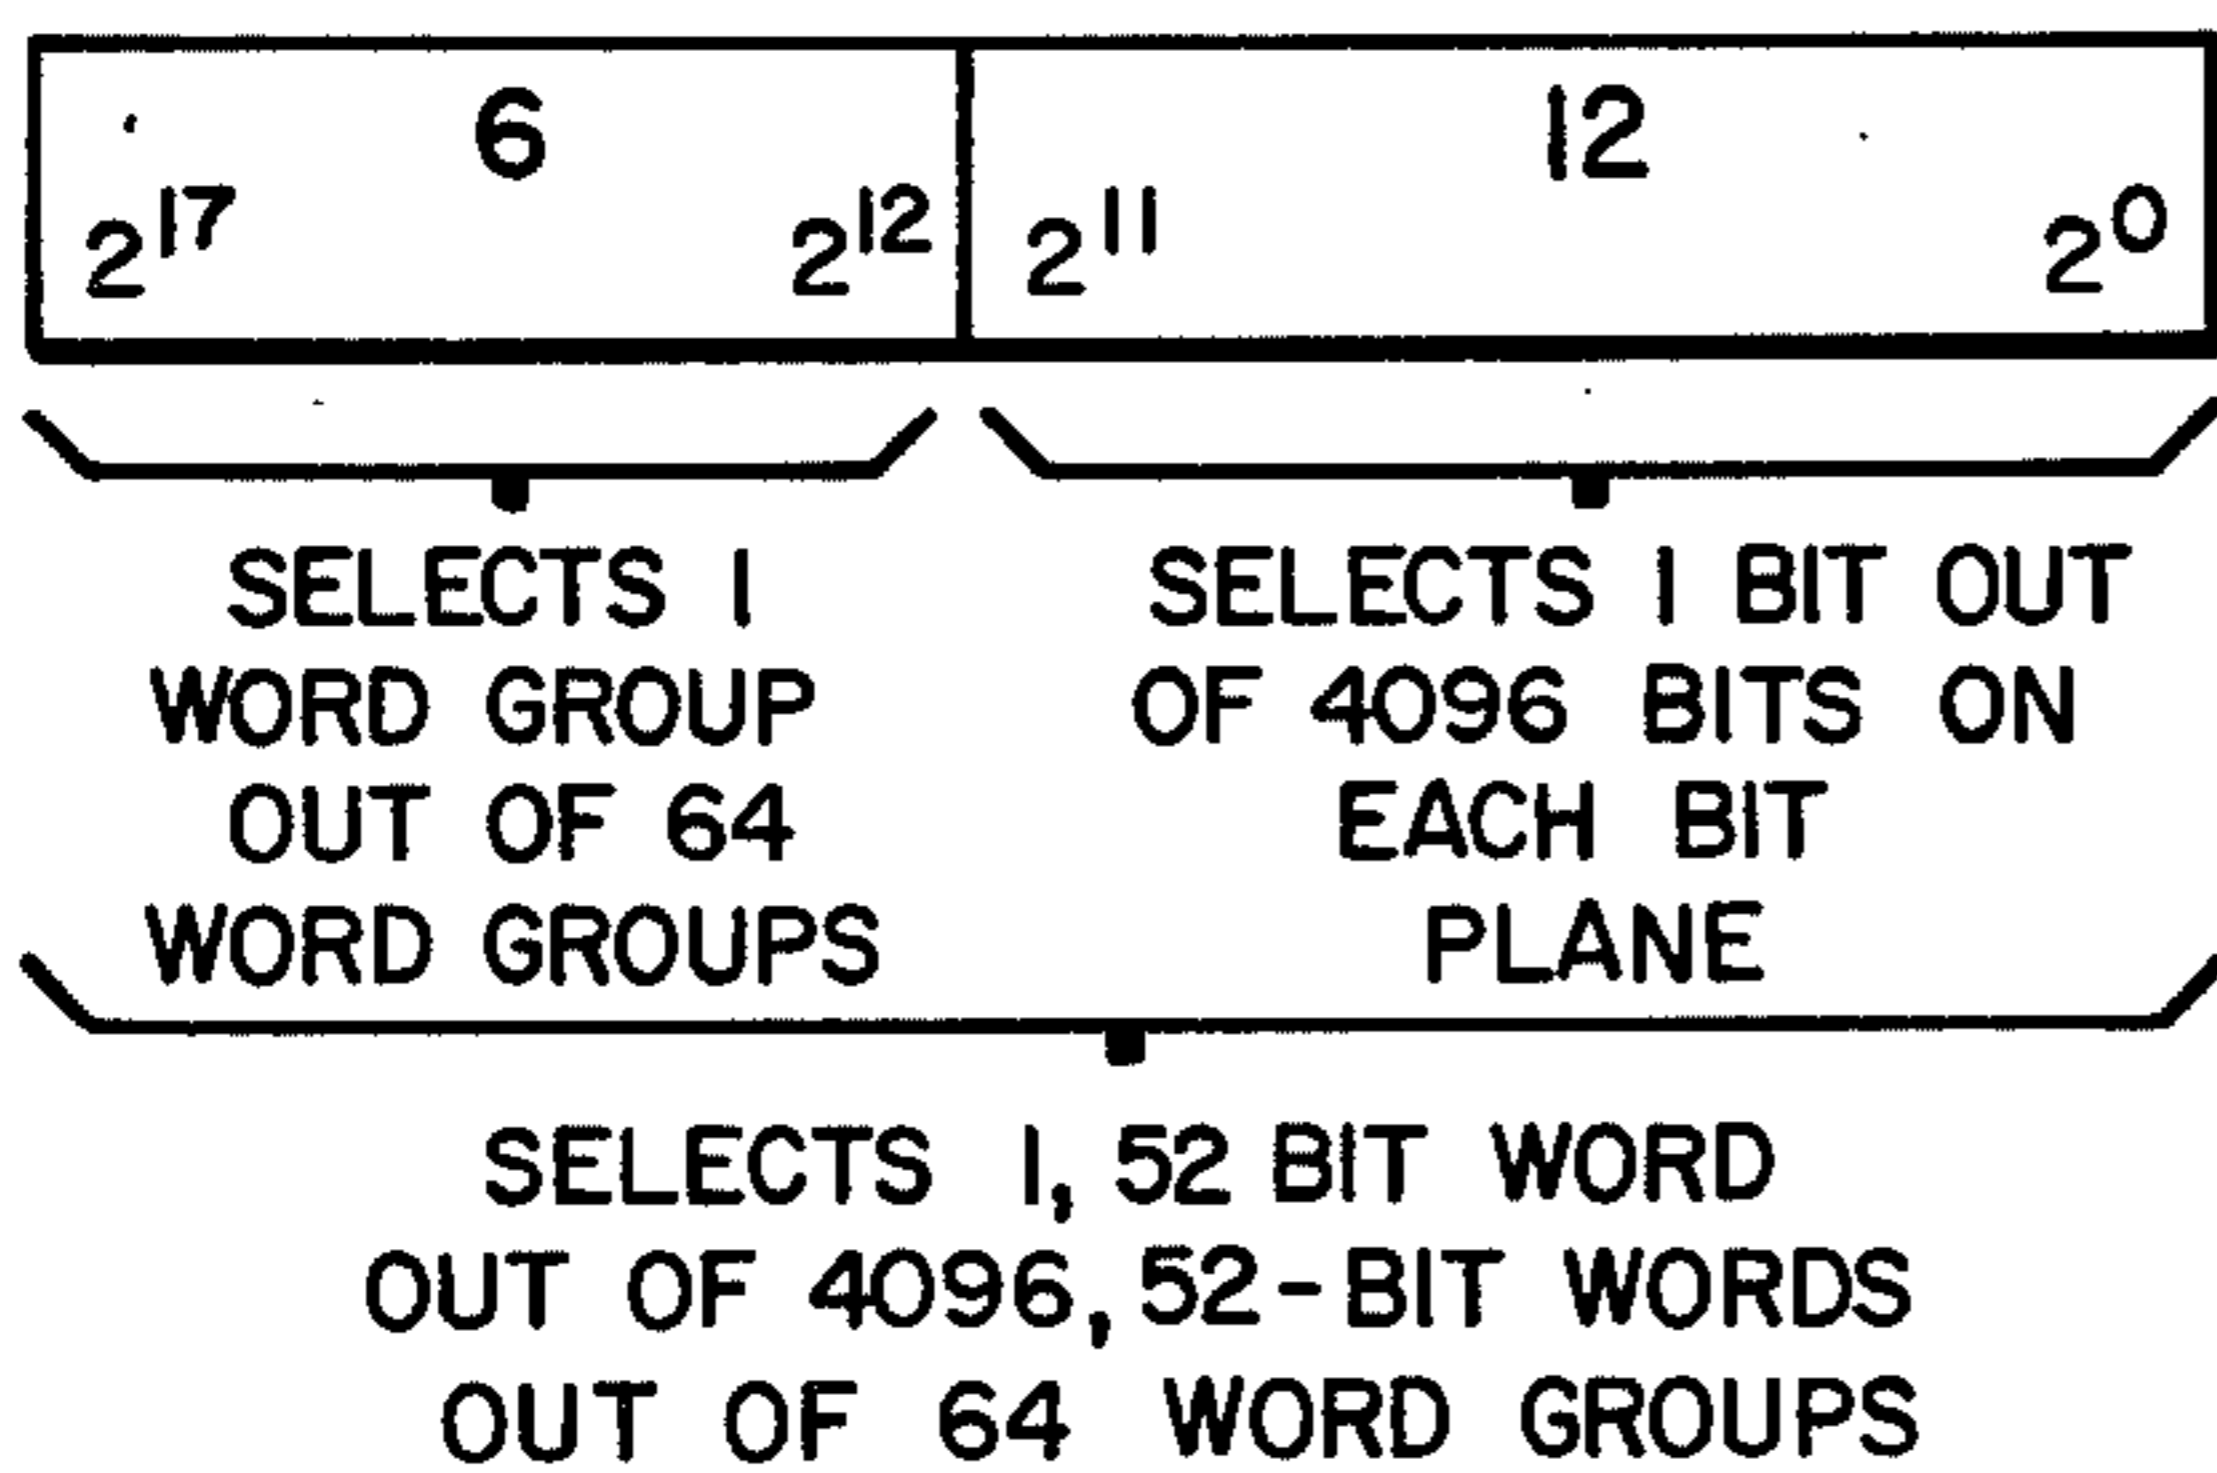 6 12
2^17 2^12 2^11 2^0
SELECTS 1
WORD GROUP
OUT OF 64
WORD GROUPS
SELECTS 1 BIT OUT
OF 4096 BITS ON
EACH BIT
PLANE
SELECTS 1, 52 BIT WORD
OUT OF 4096, 52-BIT WORDS
OUT OF 64 WORD GROUPS